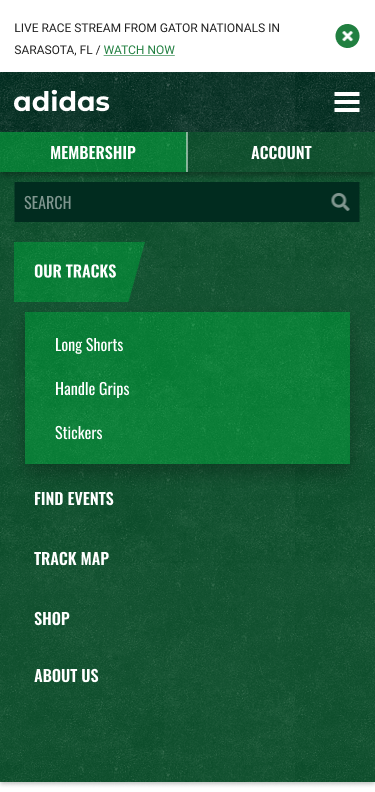 LIVE RACE STREAM FROM GATOR NATIONALS IN
SARASOTA, FL / WATCH NOW
adidas
MEMBERSHIP
ACCOUNT
SEARCH
OUR TRACKS
Long Shorts
Handle Grips
Stickers
FIND EVENTS
TRACK MAP
SHOP
ABOUT US